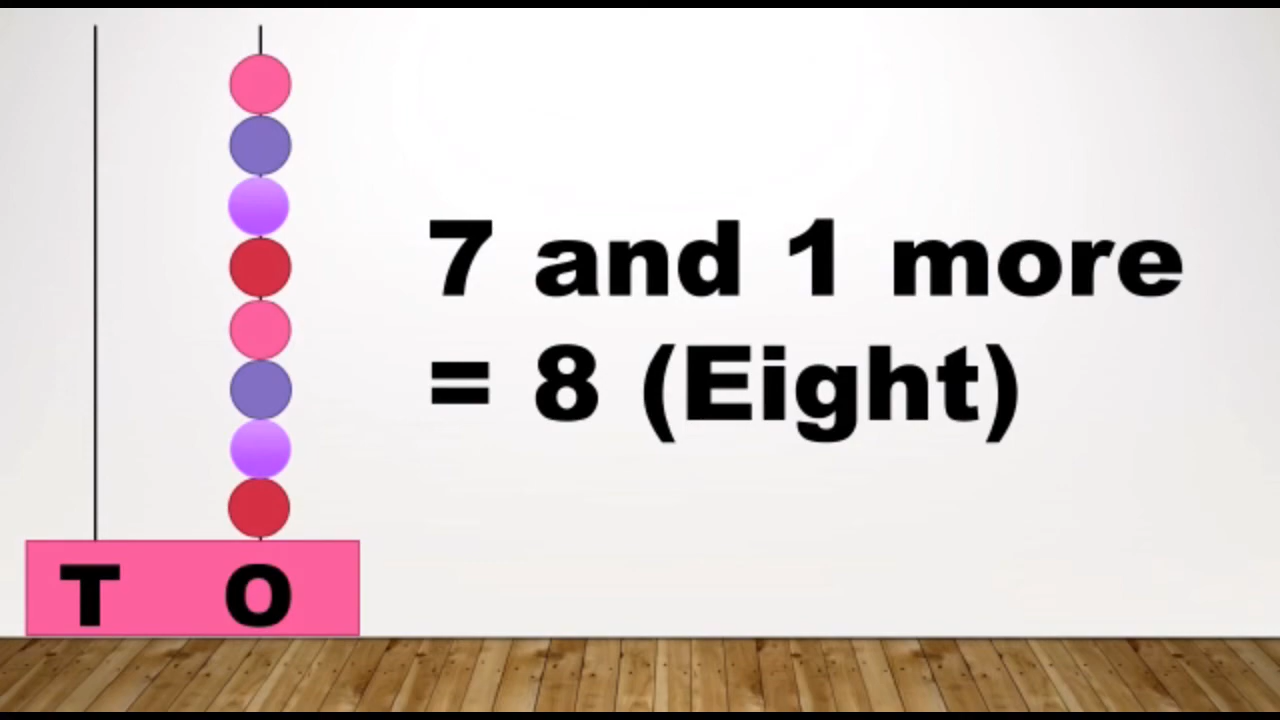 7 and 1 more
= 8 (Eight)
T O